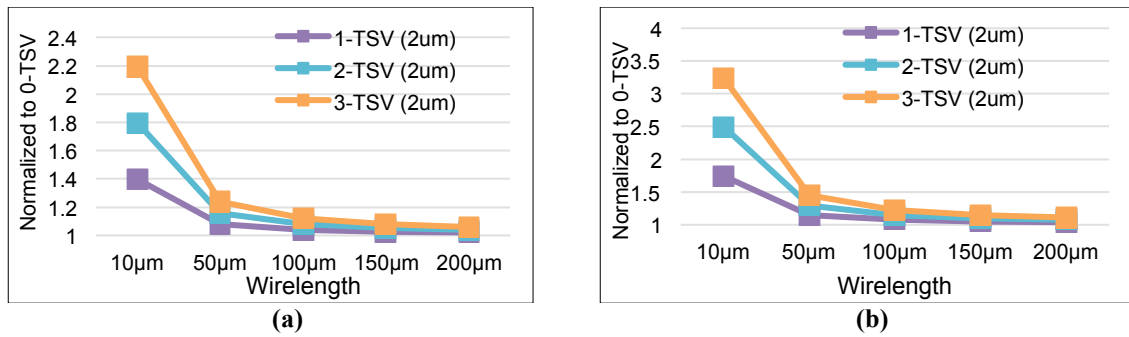 Normalized to 0-TSV
2.4
2.2
2
1.8
1.6
1.4
1.2
1
1-TSV (2um)
2-TSV (2um)
3-TSV (2um)
10µm 50µm 100µm 150µm 200µm
Wirelength
(a)
Normalized to 0-TSV
4
3.5
3
2.5
2
1.5
1
1-TSV (2um)
2-TSV (2um)
3-TSV (2um)
10µm 50µm 100µm 150µm 200µm
Wirelength
(b)